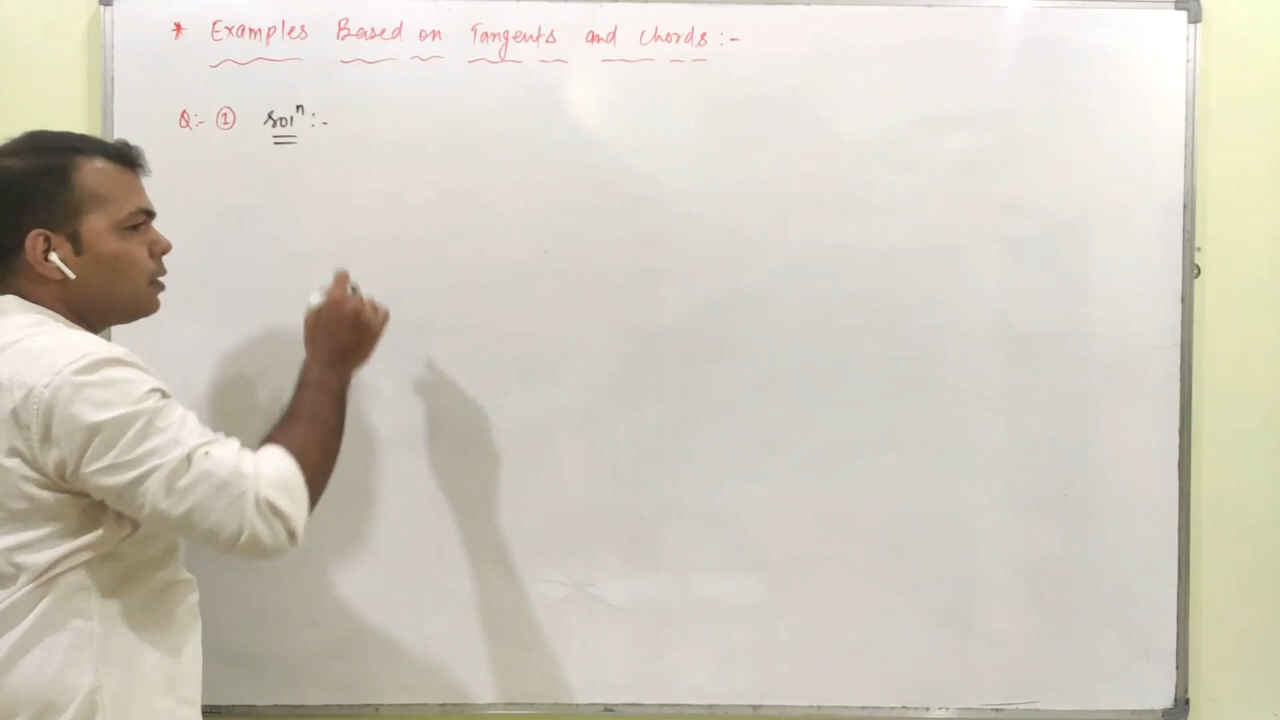 * Examples Based on Tangents and Chords :-
Q:- ① Solⁿ :-